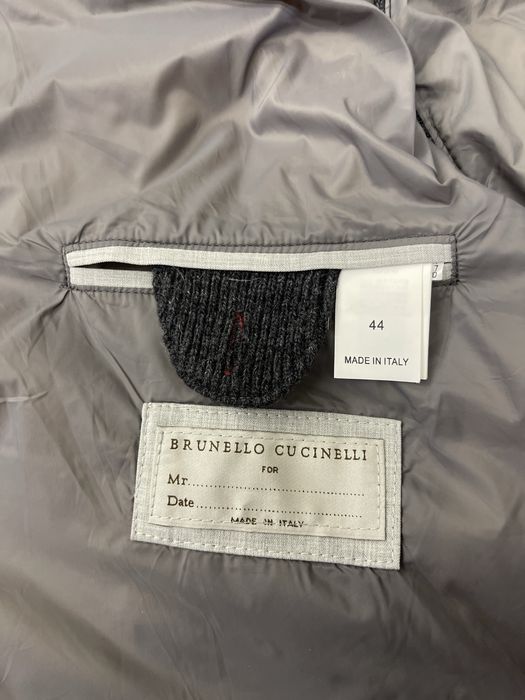 44
MADE IN ITALY
BRUNELLO CUCINELLI
FOR
Mr.
Date
MADE IN ITALY